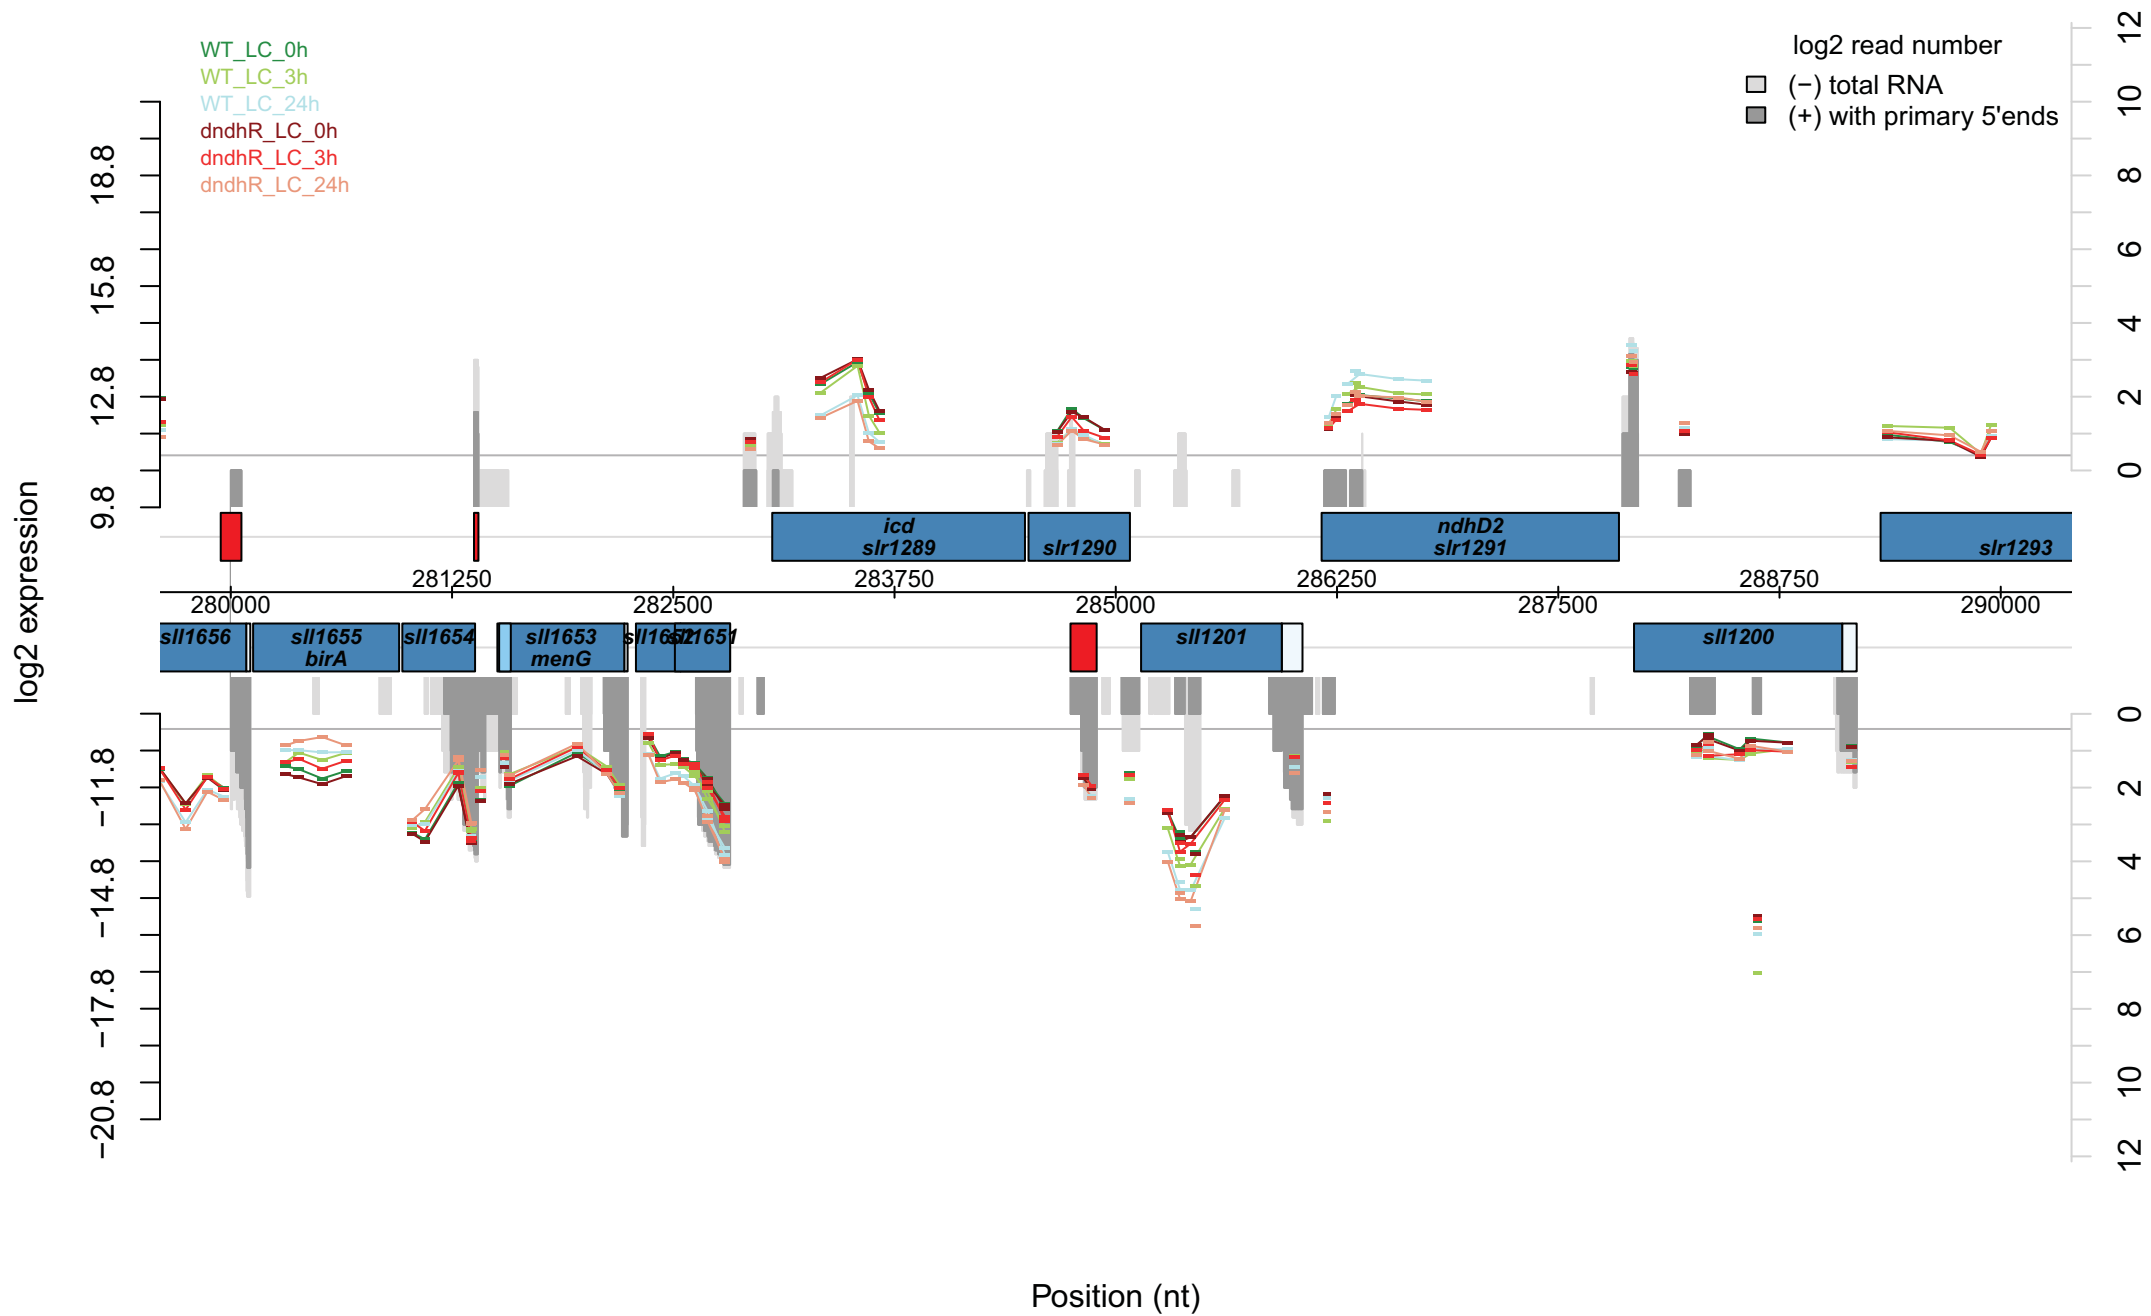 WT_LC_0h
WT_LC_3h
WT_LC_24h
dndhR_LC_0h
dndhR_LC_3h
dndhR_LC_24h
log2 read number
(−) total RNA
(+) with primary 5'ends
log2 expression
18.8
15.8
12.8
9.8
12
10
8
6
4
2
0
icd
slr1289
slr1290
ndhD2
slr1291
slr1293
281250
283750
286250
288750
280000
282500
285000
287500
290000
sll1656
sll1655
birA
sll1654
sll1653
menG
sll1652
sll1651
sll1201
sll1200
−11.8
−14.8
−17.8
−20.8
0
2
4
6
8
10
12
Position (nt)